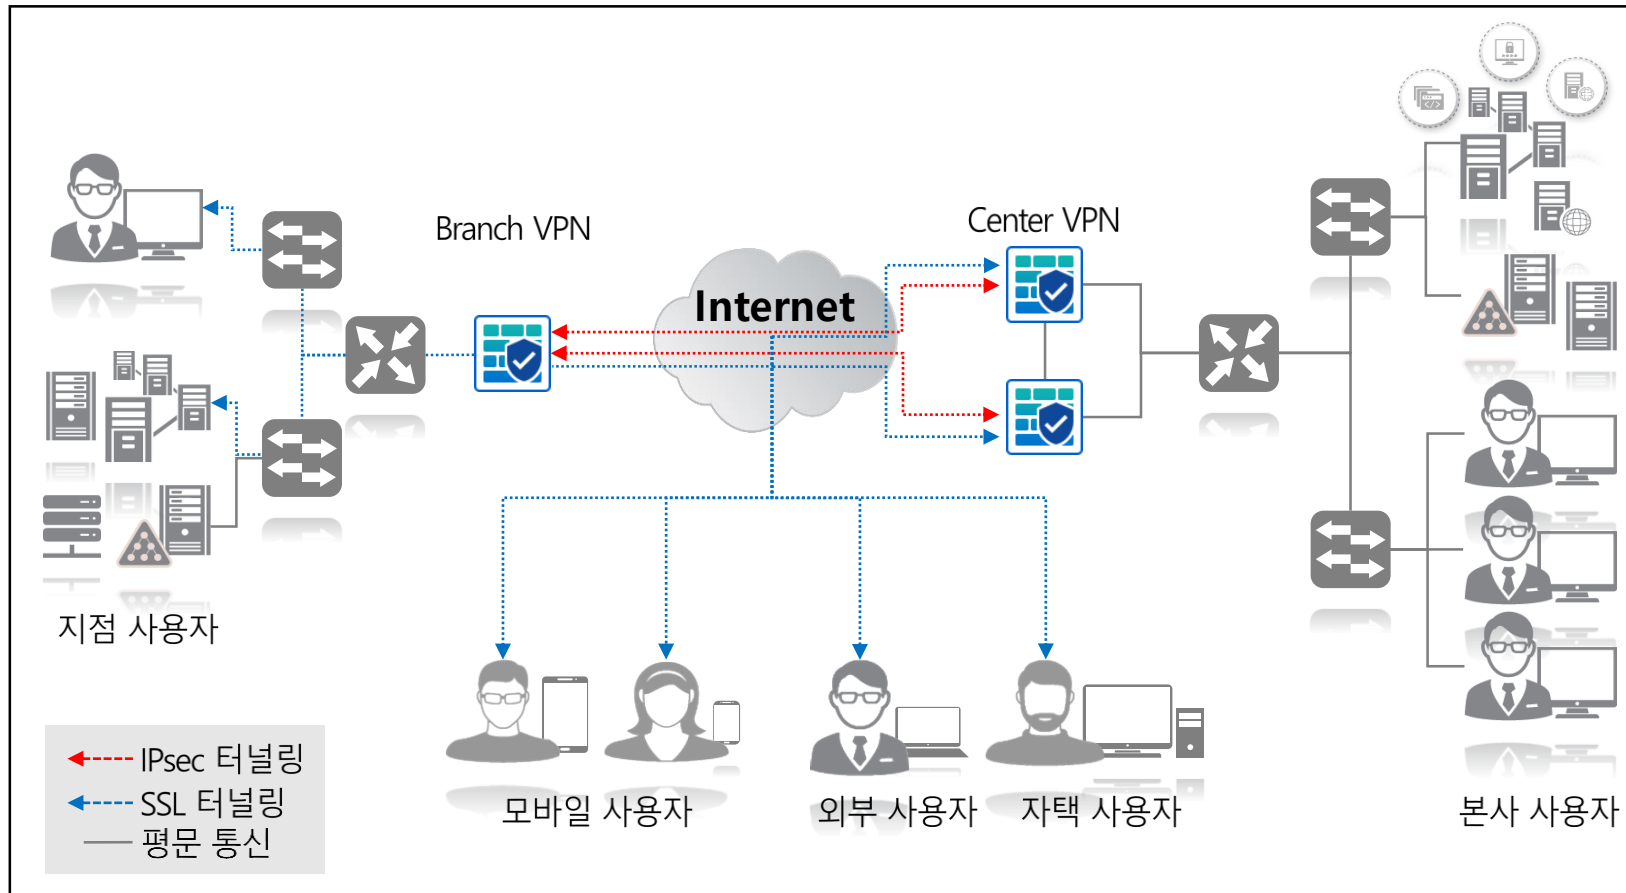 Branch VPN
Center VPN
Internet
지점 사용자
IPsec 터널링
SSL 터널링
평문 통신
모바일 사용자
외부 사용자
자택 사용자
본사 사용자